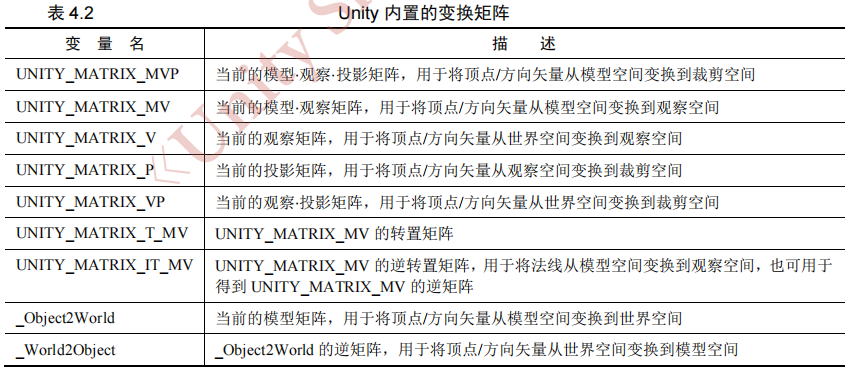 表 4.2 Unity 内置的变换矩阵
变 量 名 描 述
UNITY_MATRIX_MVP 当前的模型·观察·投影矩阵，用于将顶点/方向矢量从模型空间变换到裁剪空间
UNITY_MATRIX_MV 当前的模型·观察矩阵，用于将顶点/方向矢量从模型空间变换到观察空间
UNITY_MATRIX_V 当前的观察矩阵，用于将顶点/方向矢量从世界空间变换到观察空间
UNITY_MATRIX_P 当前的投影矩阵，用于将顶点/方向矢量从观察空间变换到裁剪空间
UNITY_MATRIX_VP 当前的观察·投影矩阵，用于将顶点/方向矢量从世界空间变换到裁剪空间
UNITY_MATRIX_T_MV UNITY_MATRIX_MV 的转置矩阵
UNITY_MATRIX_IT_MV UNITY_MATRIX_MV 的逆转置矩阵，用于将法线从模型空间变换到观察空间，也可用于
得到 UNITY_MATRIX_MV 的逆矩阵
_Object2World 当前的模型矩阵，用于将顶点/方向矢量从模型空间变换到世界空间
_World2Object _Object2World 的逆矩阵，用于将顶点/方向矢量从世界空间变换到模型空间
《Unity S